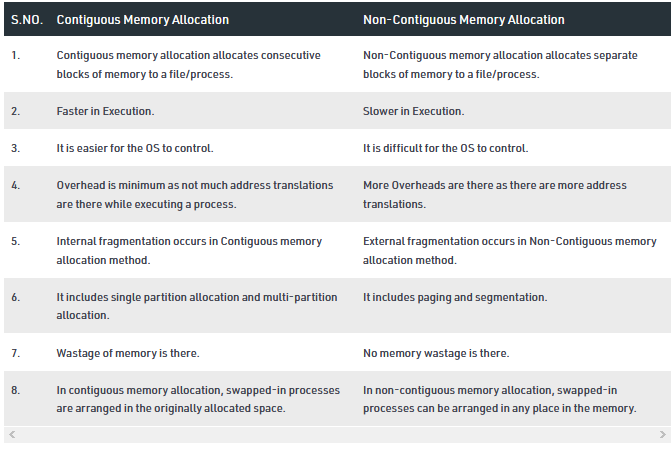 S.NO. Contiguous Memory Allocation Non-Contiguous Memory Allocation
1. Contiguous memory allocation allocates consecutive Non-Contiguous memory allocation allocates separate
blocks of memory to a file/process. blocks of memory to a file/process.
2. Faster in Execution. Slower in Execution.
3. It is easier for the OS to control. It is difficult for the OS to control.
4. Overhead is minimum as not much address translations More Overheads are there as there are more address
are there while executing a process. translations.
5. Internal fragmentation occurs in Contiguous memory External fragmentation occurs in Non-Contiguous memory
allocation method. allocation method.
6. It includes single partition allocation and multi-partition It includes paging and segmentation.
allocation.
7. Wastage of memory is there. No memory wastage is there.
8. In contiguous memory allocation, swapped-in processes In non-contiguous memory allocation, swapped-in
are arranged in the originally allocated space. processes can be arranged in any place in the memory.